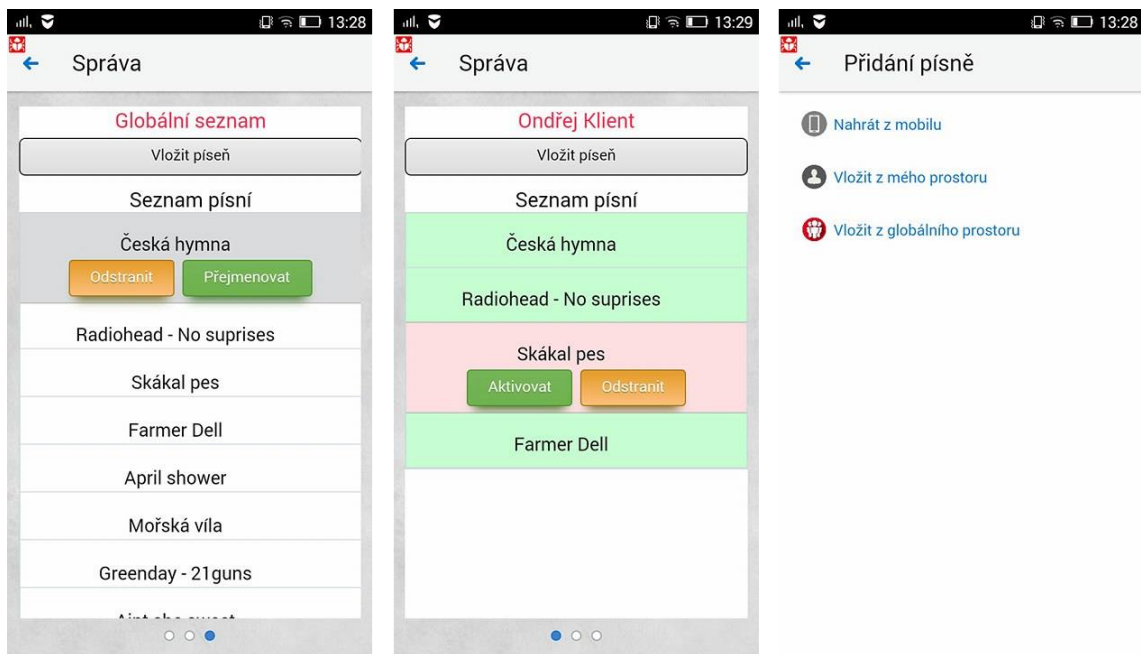 13:28
Správa
Globální seznam
Vložit píseň
Seznam písní
Česká hymna
Odstranit
Přejmenovat
Radiohead - No suprises
Skákal pes
Farmer Dell
April shower
Mořská víla
Greenday - 21guns
Aint she sweet
13:29
Správa
Ondřej Klient
Vložit píseň
Seznam písní
Česká hymna
Radiohead - No suprises
Skákal pes
Aktivovat
Odstranit
Farmer Dell
13:28
Přidání písně
Nahrát z mobilu
Vložit z mého prostoru
Vložit z globálního prostoru